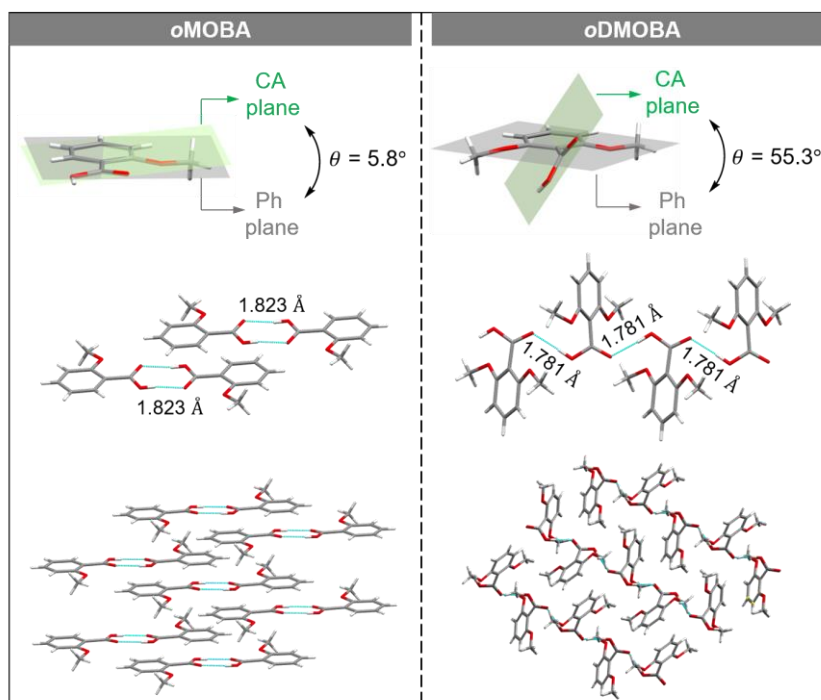 oMOBA
CA
plane
θ = 5.8°
Ph
plane
1.823 Å
1.823 Å
oDMOBA
CA
plane
θ = 55.3°
Ph
plane
1.781 Å
1.781 Å
1.781 Å